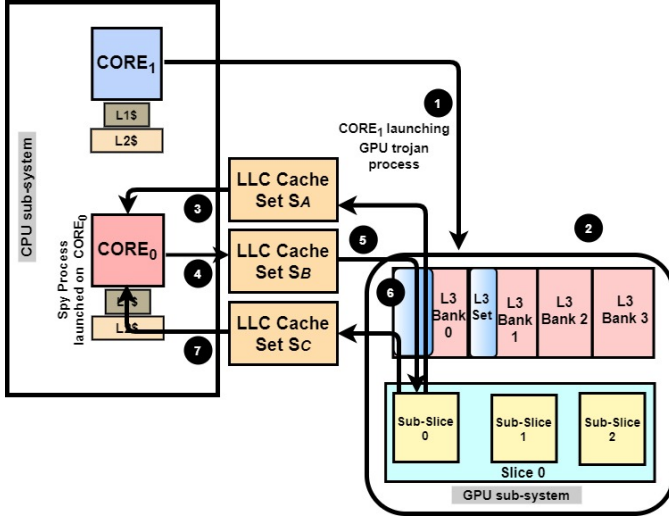 CORE1
L1$
L2$
CPU sub-system
1
CORE1 launching
GPU trojan
process
LLC Cache
Set SA
3
2
CORE0
Spy Process
launched on CORE0
4
LLC Cache
Set SB
5
6
L3
Bank
0
L3
Set
L3
Bank
1
L3
Bank 2
L3
Bank 3
L2$
7
LLC Cache
Set SC
Sub-Slice
0
Sub-Slice
1
Sub-Slice
2
Slice 0
GPU sub-system